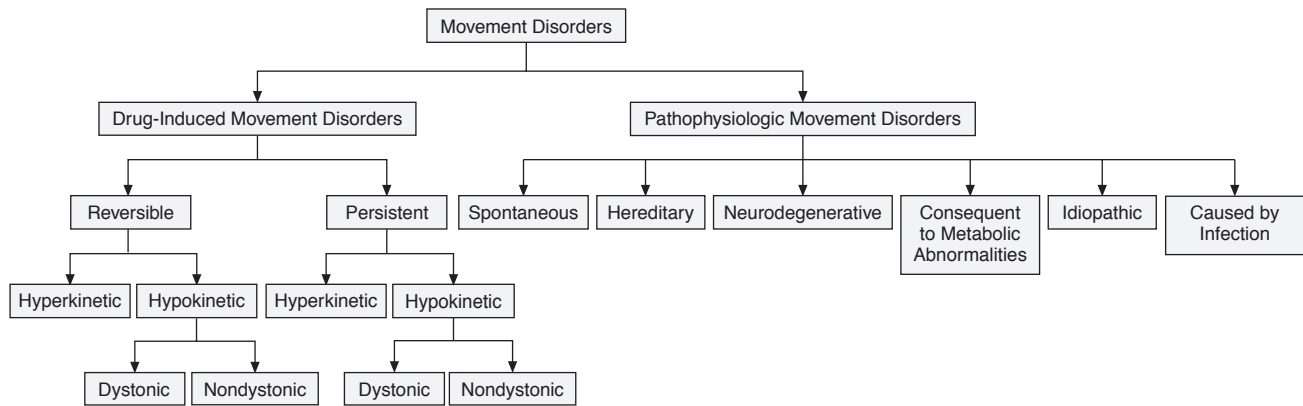 Movement Disorders
Drug-Induced Movement Disorders
Pathophysiologic Movement Disorders
Reversible
Persistent
Spontaneous
Hereditary
Neurodegenerative
Consequent
to Metabolic
Abnormalities
Idiopathic
Caused by
Infection
Hyperkinetic
Hypokinetic
Hyperkinetic
Hypokinetic
Dystonic
Nondystonic
Dystonic
Nondystonic